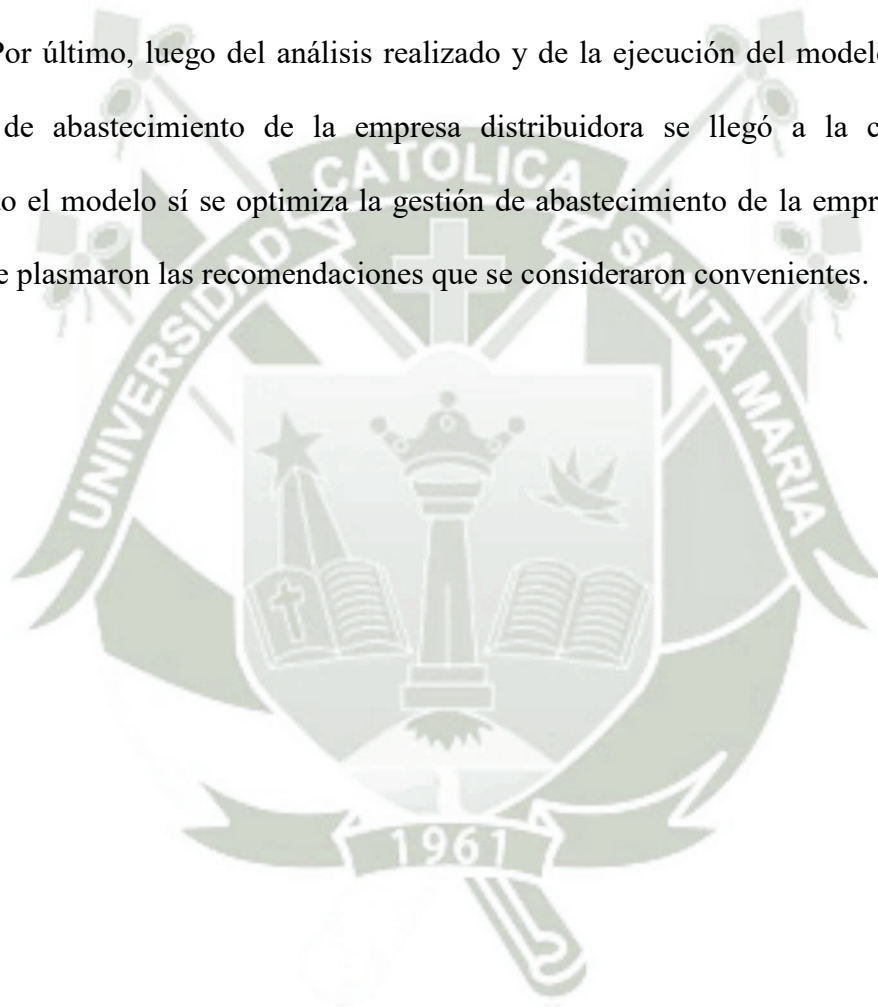 Por último, luego del análisis realizado y de la ejecución del modelo
de abastecimiento de la empresa distribuidora se llegó a la c
o el modelo sí se optimiza la gestión de abastecimiento de la empr
e plasmaron las recomendaciones que se consideraron convenientes.
UNIVERSIDAD CATOLICA SANTA MARIA
1961